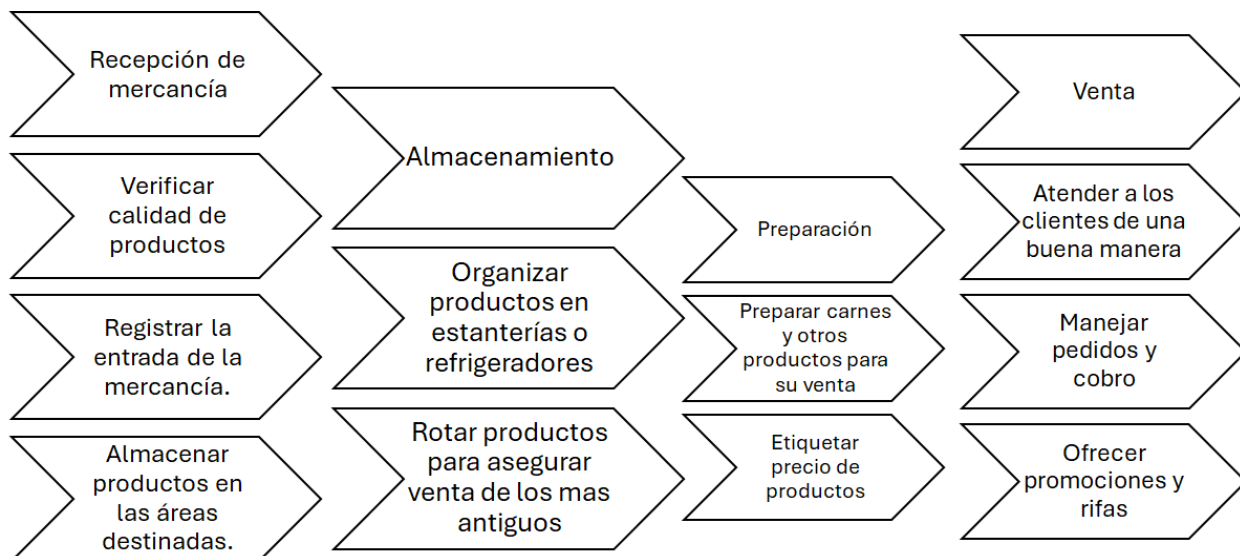 Recepción de
mercancía
Verificar
calidad de
productos
Registrar la
entrada de la
mercancía.
Almacenar
productos en
las áreas
destinadas.
Almacenamiento
Organizar
productos en
estanterías o
refrigeradores
Rotar productos
para asegurar
venta de los mas
antiguos
Preparación
Preparar carnes
y otros
productos para
su venta
Etiquetar
precio de
productos
Venta
Atender a los
clientes de una
buena manera
Manejar
pedidos y
cobro
Ofrecer
promociones y
rifas